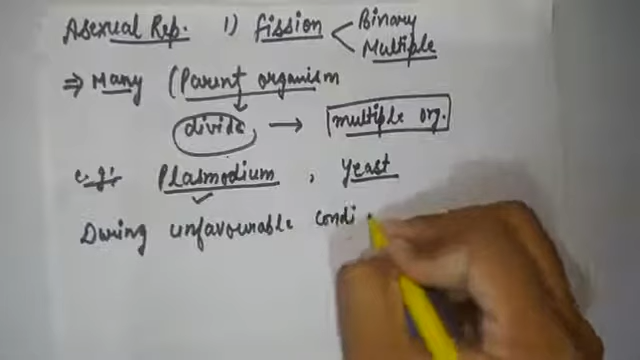 Asexual Rep. 1) Fission < Binary
Multiple
⇒ Many (Parent organism
↓
divide → multiple org.
e.g: Plasmodium, Yeast
During unfavourable condi